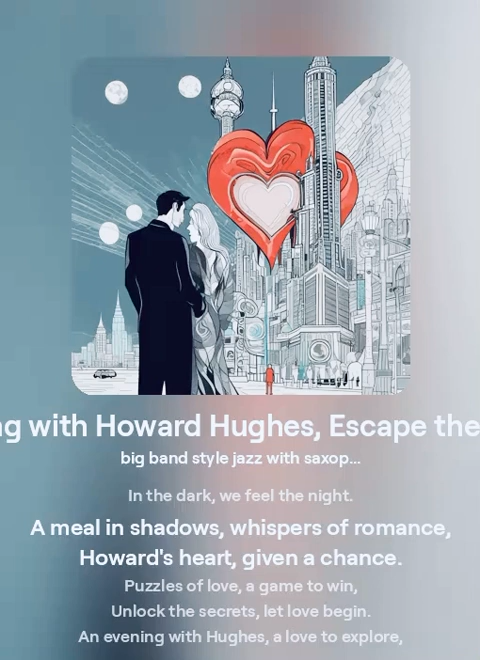 ng with Howard Hughes, Escape the
big band style jazz with saxop...
In the dark, we feel the night.
A meal in shadows, whispers of romance,
Howard's heart, given a chance.
Puzzles of love, a game to win,
Unlock the secrets, let love begin.
An evening with Hughes, a love to explore,